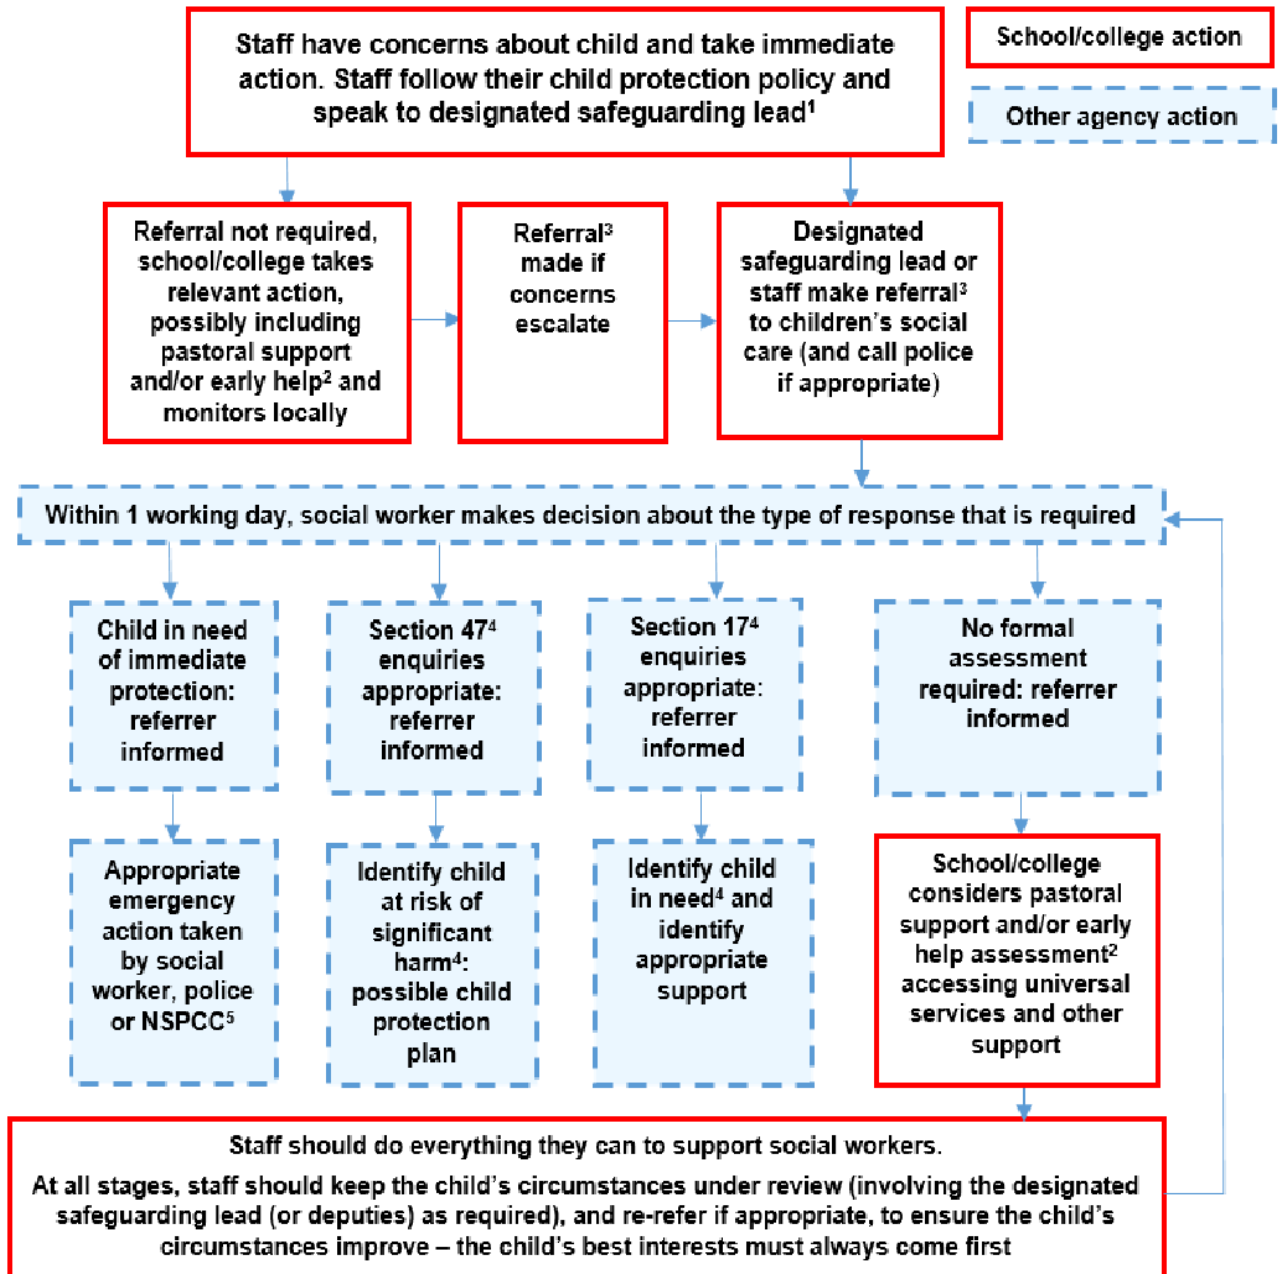 Staff have concerns about child and take immediate
action. Staff follow their child protection policy and
speak to designated safeguarding lead¹
School/college action
Other agency action
Referral not required,
school/college takes
relevant action,
possibly including
pastoral support
and/or early help² and
monitors locally
Referral³
made if
concerns
escalate
Designated
safeguarding lead or
staff make referral³
to children’s social
care (and call police
if appropriate)
Within 1 working day, social worker makes decision about the type of response that is required
Child in need
of immediate
protection:
referrer
informed
Section 47⁴
enquiries
appropriate:
referrer
informed
Section 17⁴
enquiries
appropriate:
referrer
informed
No formal
assessment
required: referrer
informed
Appropriate
emergency
action taken
by social
worker, police
or NSPCC⁵
Identify child
at risk of
significant
harm⁴:
possible child
protection
plan
Identify child
in need⁴ and
identify
appropriate
support
School/college
considers pastoral
support and/or early
help assessment²
accessing universal
services and other
support
Staff should do everything they can to support social workers.
At all stages, staff should keep the child’s circumstances under review (involving the designated
safeguarding lead (or deputies) as required), and re-refer if appropriate, to ensure the child’s
circumstances improve – the child’s best interests must always come first